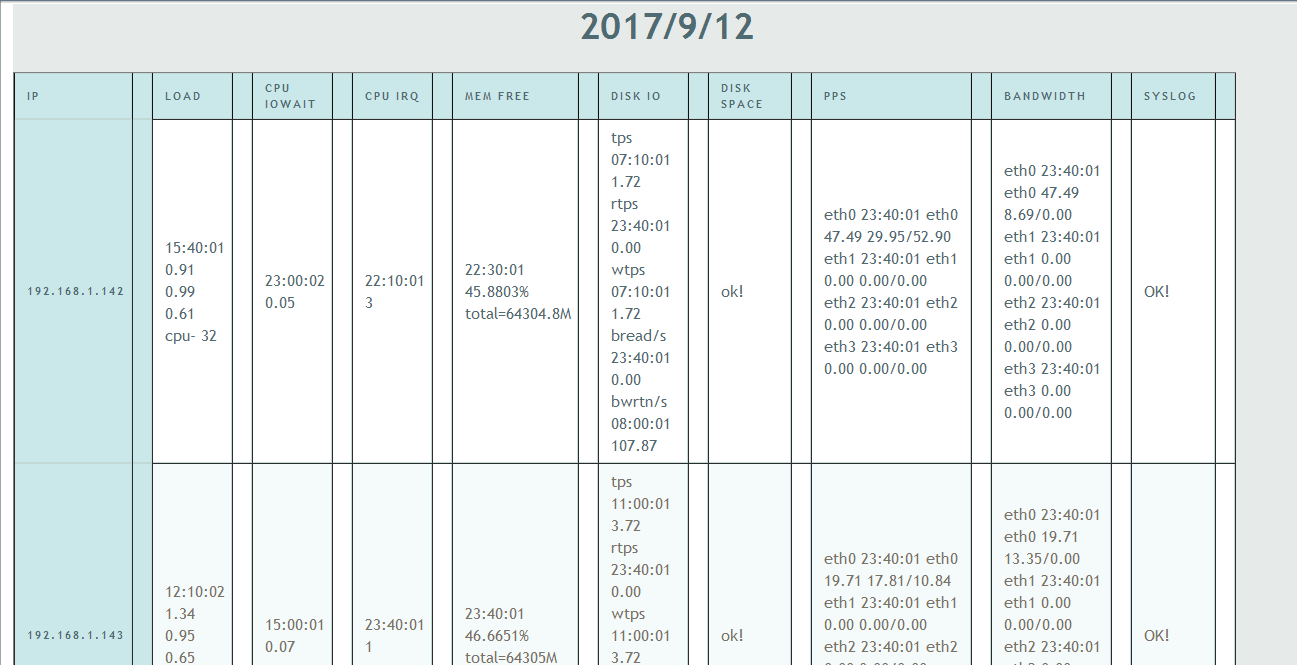 2017/9/12
IP
LOAD
CPU
IOWAIT
CPU IRQ
MEM FREE
DISK IO
DISK
SPACE
PPS
BANDWIDTH
SYSLOG
192.168.1.142
15:40:01
0.91
0.99
0.61
cpu- 32
23:00:02
0.05
22:10:01
3
22:30:01
45.8803%
total=64304.8M
tps
07:10:01
1.72
rtps
23:40:01
0.00
wtps
07:10:01
1.72
bread/s
23:40:01
0.00
bwrtn/s
08:00:01
107.87
ok!
eth0 23:40:01 eth0
47.49 29.95/52.90
eth1 23:40:01 eth1
0.00 0.00/0.00
eth2 23:40:01 eth2
0.00 0.00/0.00
eth3 23:40:01 eth3
0.00 0.00/0.00
eth0 23:40:01
eth0 47.49
8.69/0.00
eth1 23:40:01
eth1 0.00
0.00/0.00
eth2 23:40:01
eth2 0.00
0.00/0.00
eth3 23:40:01
eth3 0.00
0.00/0.00
OK!
192.168.1.143
12:10:02
1.34
0.95
0.65
15:00:01
0.07
23:40:01
1
23:40:01
46.6651%
total=64305M
tps
11:00:01
3.72
rtps
23:40:01
0.00
wtps
11:00:01
3.72
ok!
eth0 23:40:01 eth0
19.71 17.81/10.84
eth1 23:40:01 eth1
0.00 0.00/0.00
eth2 23:40:01 eth2
eth0 23:40:01
eth0 19.71
13.35/0.00
eth1 23:40:01
eth1 0.00
0.00/0.00
eth2 23:40:01
OK!